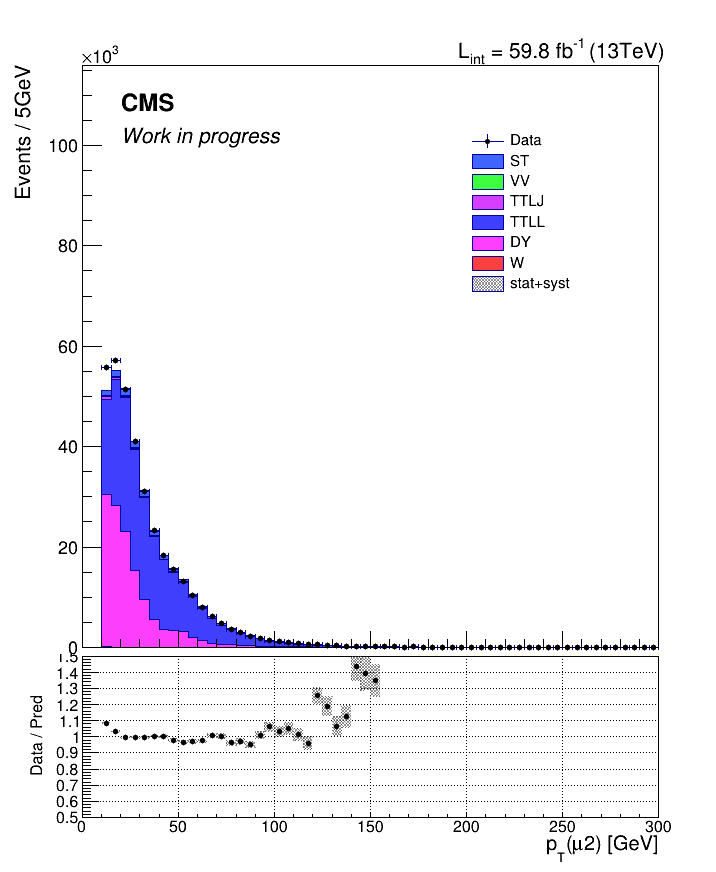 ×10³
L_int = 59.8 fb⁻¹ (13TeV)
Events / 5GeV
CMS
Work in progress
100
80
60
40
20
0
Data
ST
VV
TTLJ
TTLL
DY
W
stat+syst
Data / Pred
1.5
1.4
1.3
1.2
1.1
1
0.9
0.8
0.7
0.6
0.5
0 50 100 150 200 250 300
p_T(μ2) [GeV]